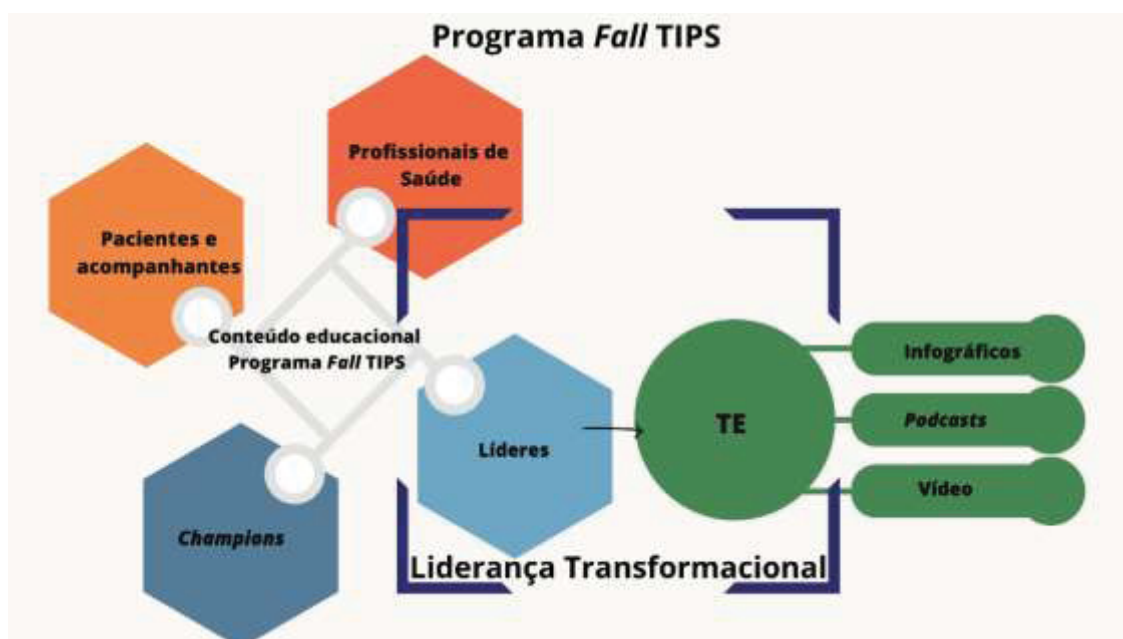 Programa Fall TIPS
Profissionais de
Saúde
Pacientes e
acompanhantes
Conteúdo educacional
Programa Fall TIPS
Champions
Líderes
TE
Infográficos
Podcasts
Vídeo
Liderança Transformacional